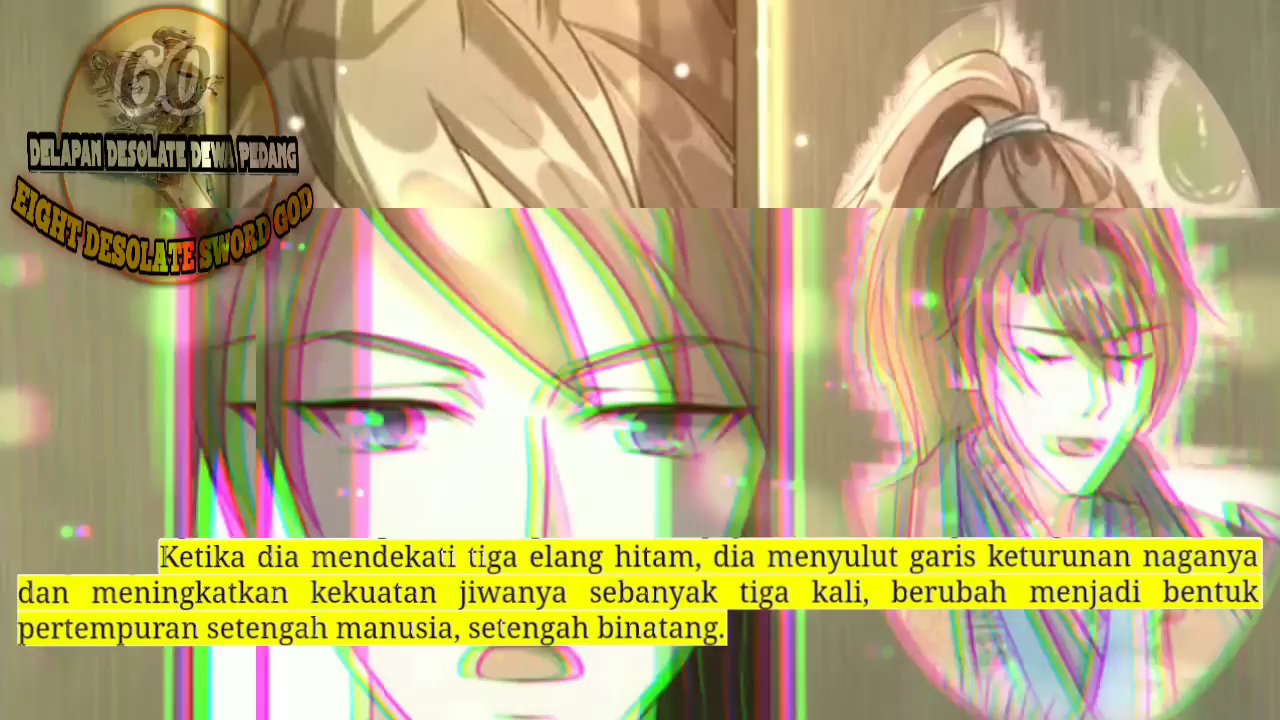 60
DELAPAN DESOLATE DEWA PEDANG
EIGHT DESOLATE SWORD GOD
Ketika dia mendekati tiga elang hitam, dia menyulut garis keturunan naganya
dan meningkatkan kekuatan jiwanya sebanyak tiga kali, berubah menjadi bentuk
pertempuran setengah manusia, setengah binatang.